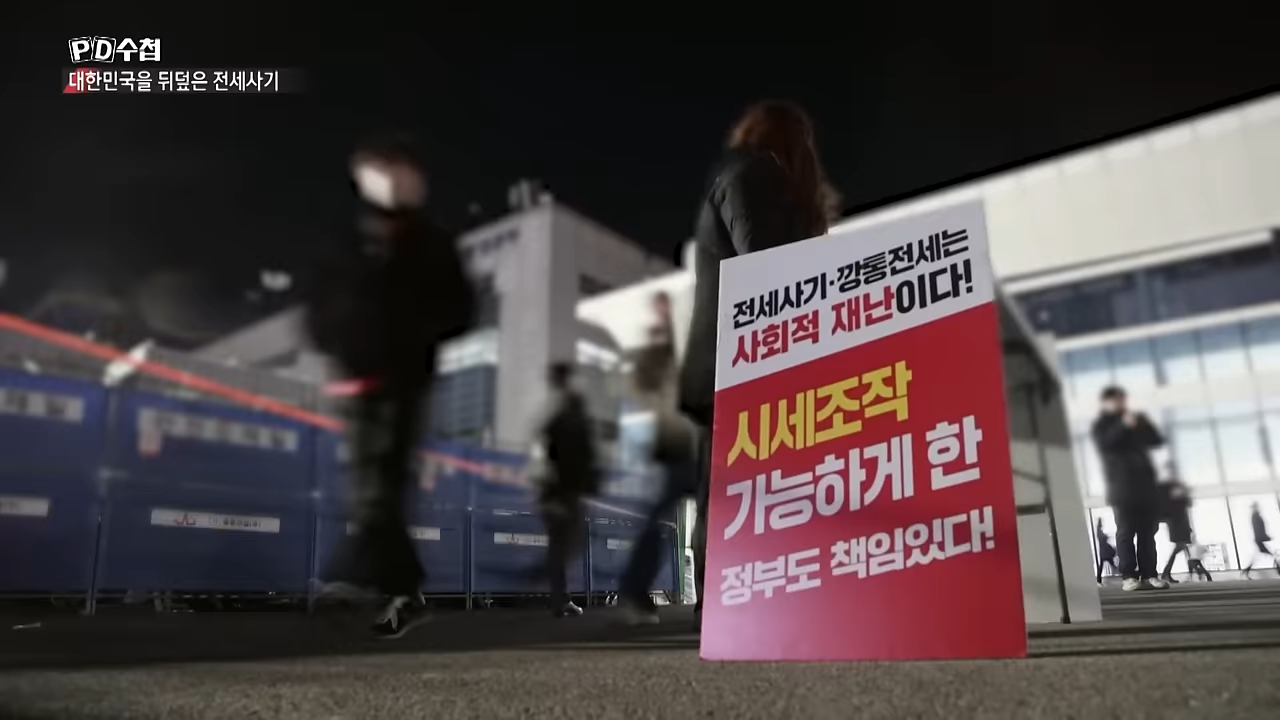 PD수첩
대한민국을 뒤덮은 전세사기
전세사기·깡통전세는
사회적 재난이다!
시세조작
가능하게 한
정부도 책임있다!